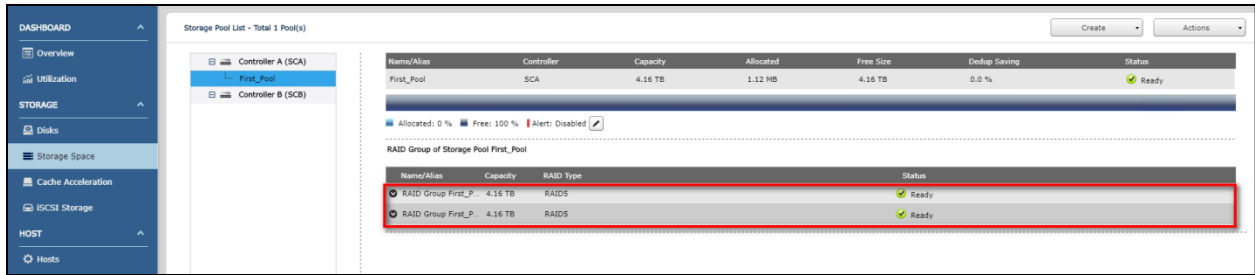 DASHBOARD
Overview
Utilization
STORAGE
Disks
Storage Space
Cache Acceleration
iSCSI Storage
HOST
Hosts
Storage Pool List - Total 1 Pool(s)
Create
Actions
Controller A (SCA)
First_Pool
Controller B (SCB)
Name/Alias Controller Capacity Allocated Free Size Dedup Saving Status
First_Pool SCA 4.16 TB 1.12 MB 4.16 TB 0.0 % Ready
Allocated: 0 % Free: 100 % Alert: Disabled
RAID Group of Storage Pool First_Pool
Name/Alias Capacity RAID Type Status
RAID Group First_P... 4.16 TB RAID5 Ready
RAID Group First_P... 4.16 TB RAID5 Ready